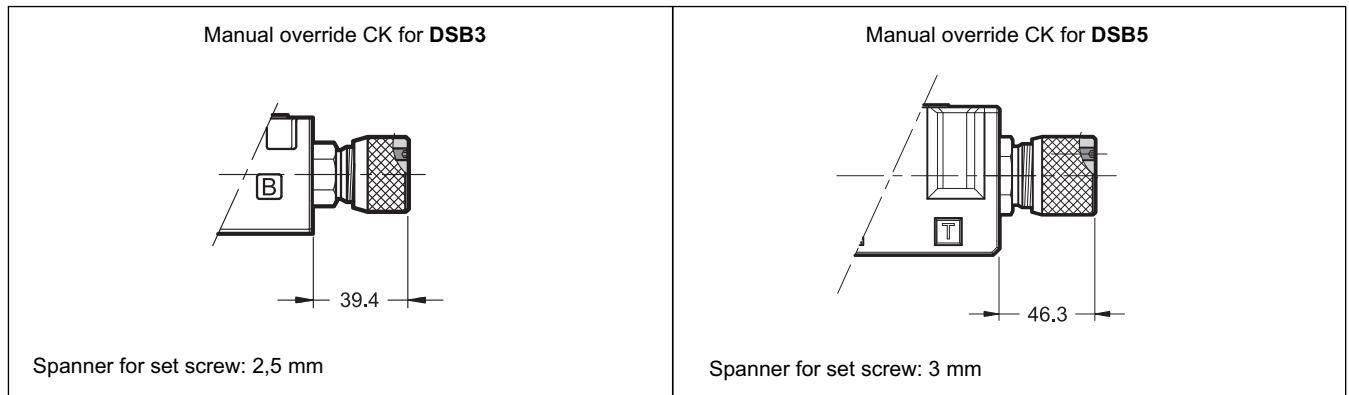 Manual override CK for DSB3
B
39.4
Spanner for set screw: 2,5 mm
Manual override CK for DSB5
T
46.3
Spanner for set screw: 3 mm